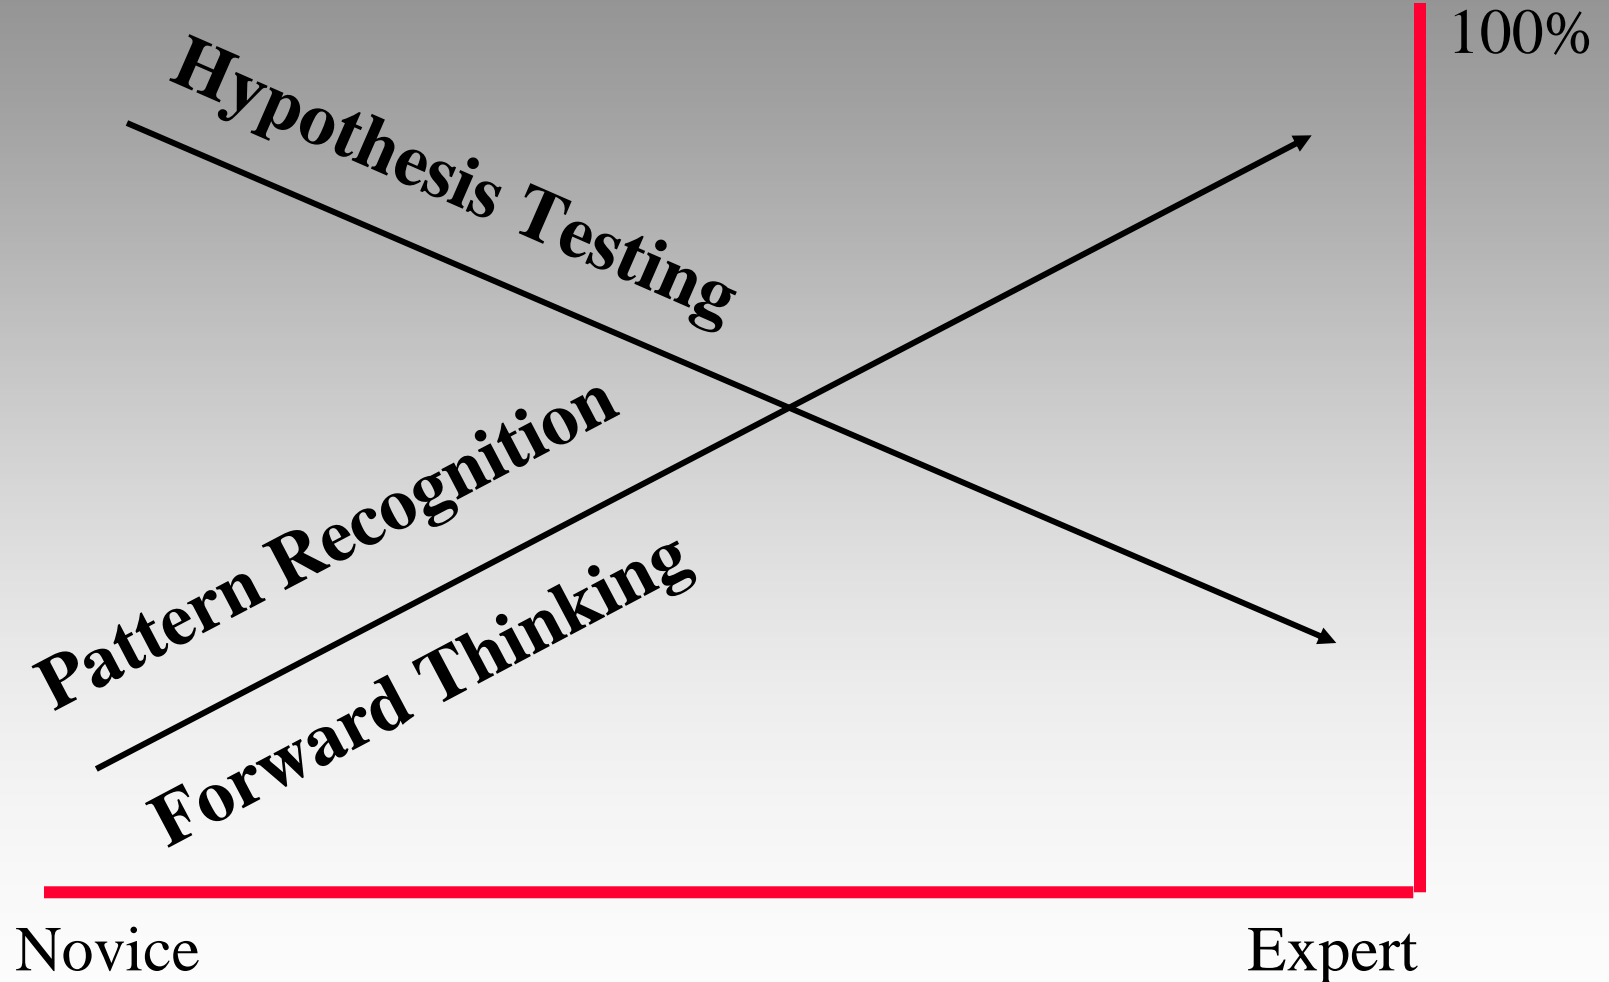 100%
Hypothesis Testing
Pattern Recognition
Forward Thinking
Novice
Expert